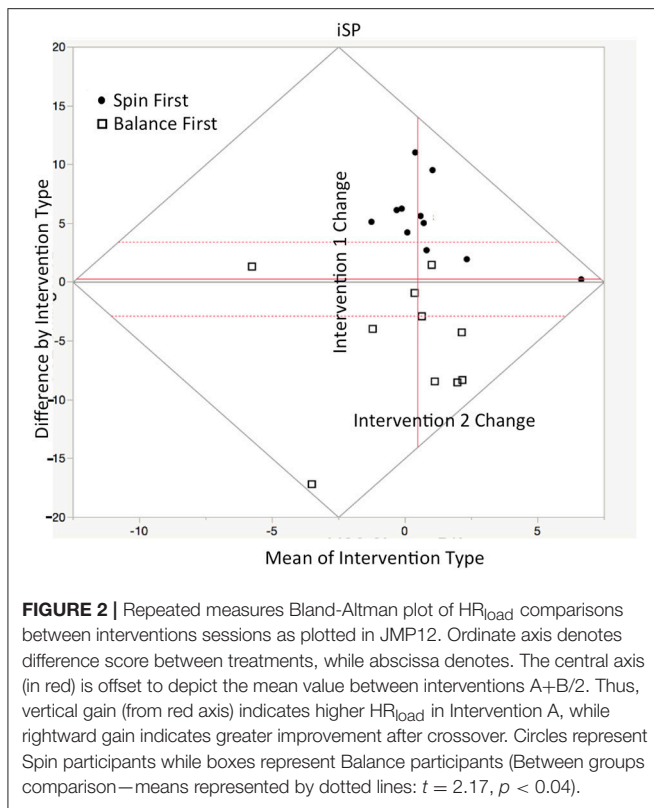 iSP
20
15
10
5
0
-5
-10
-15
-20
Spin First
Balance First
Difference by Intervention Type
Intervention 1 Change
Intervention 2 Change
-10 -5 0 5
Mean of Intervention Type
FIGURE 2 | Repeated measures Bland-Altman plot of HRload comparisons
between interventions sessions as plotted in JMP12. Ordinate axis denotes
difference score between treatments, while abscissa denotes. The central axis
(in red) is offset to depict the mean value between interventions A+B/2. Thus,
vertical gain (from red axis) indicates higher HRload in Intervention A, while
rightward gain indicates greater improvement after crossover. Circles represent
Spin participants while boxes represent Balance participants (Between groups
comparison—means represented by dotted lines: t = 2.17, p < 0.04).